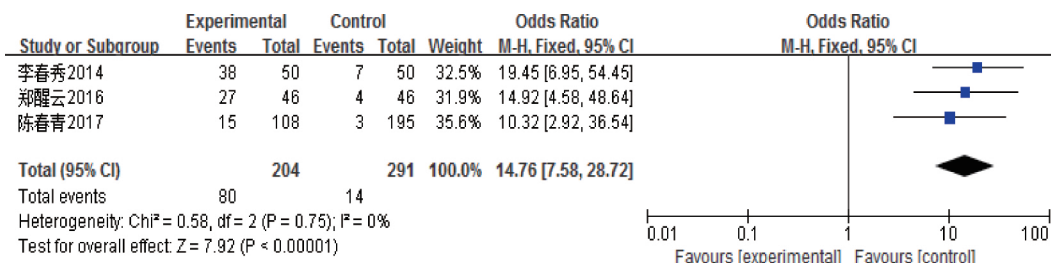 Experimental Control Odds Ratio Odds Ratio
Study or Subgroup Events Total Events Total Weight M-H, Fixed, 95% CI M-H, Fixed, 95% CI
李春秀2014 38 50 7 50 32.5% 19.45 [6.95, 54.45]
郑醒云2016 27 46 4 46 31.9% 14.92 [4.58, 48.64]
陈春青2017 15 108 3 195 35.6% 10.32 [2.92, 36.54]
Total (95% CI) 204 291 100.0% 14.76 [7.58, 28.72]
Total events 80 14
Heterogeneity: Chi² = 0.58, df = 2 (P = 0.75); I² = 0%
Test for overall effect: Z = 7.92 (P < 0.00001)
0.01 0.1 1 10 100
Favours [experimental] Favours [control]